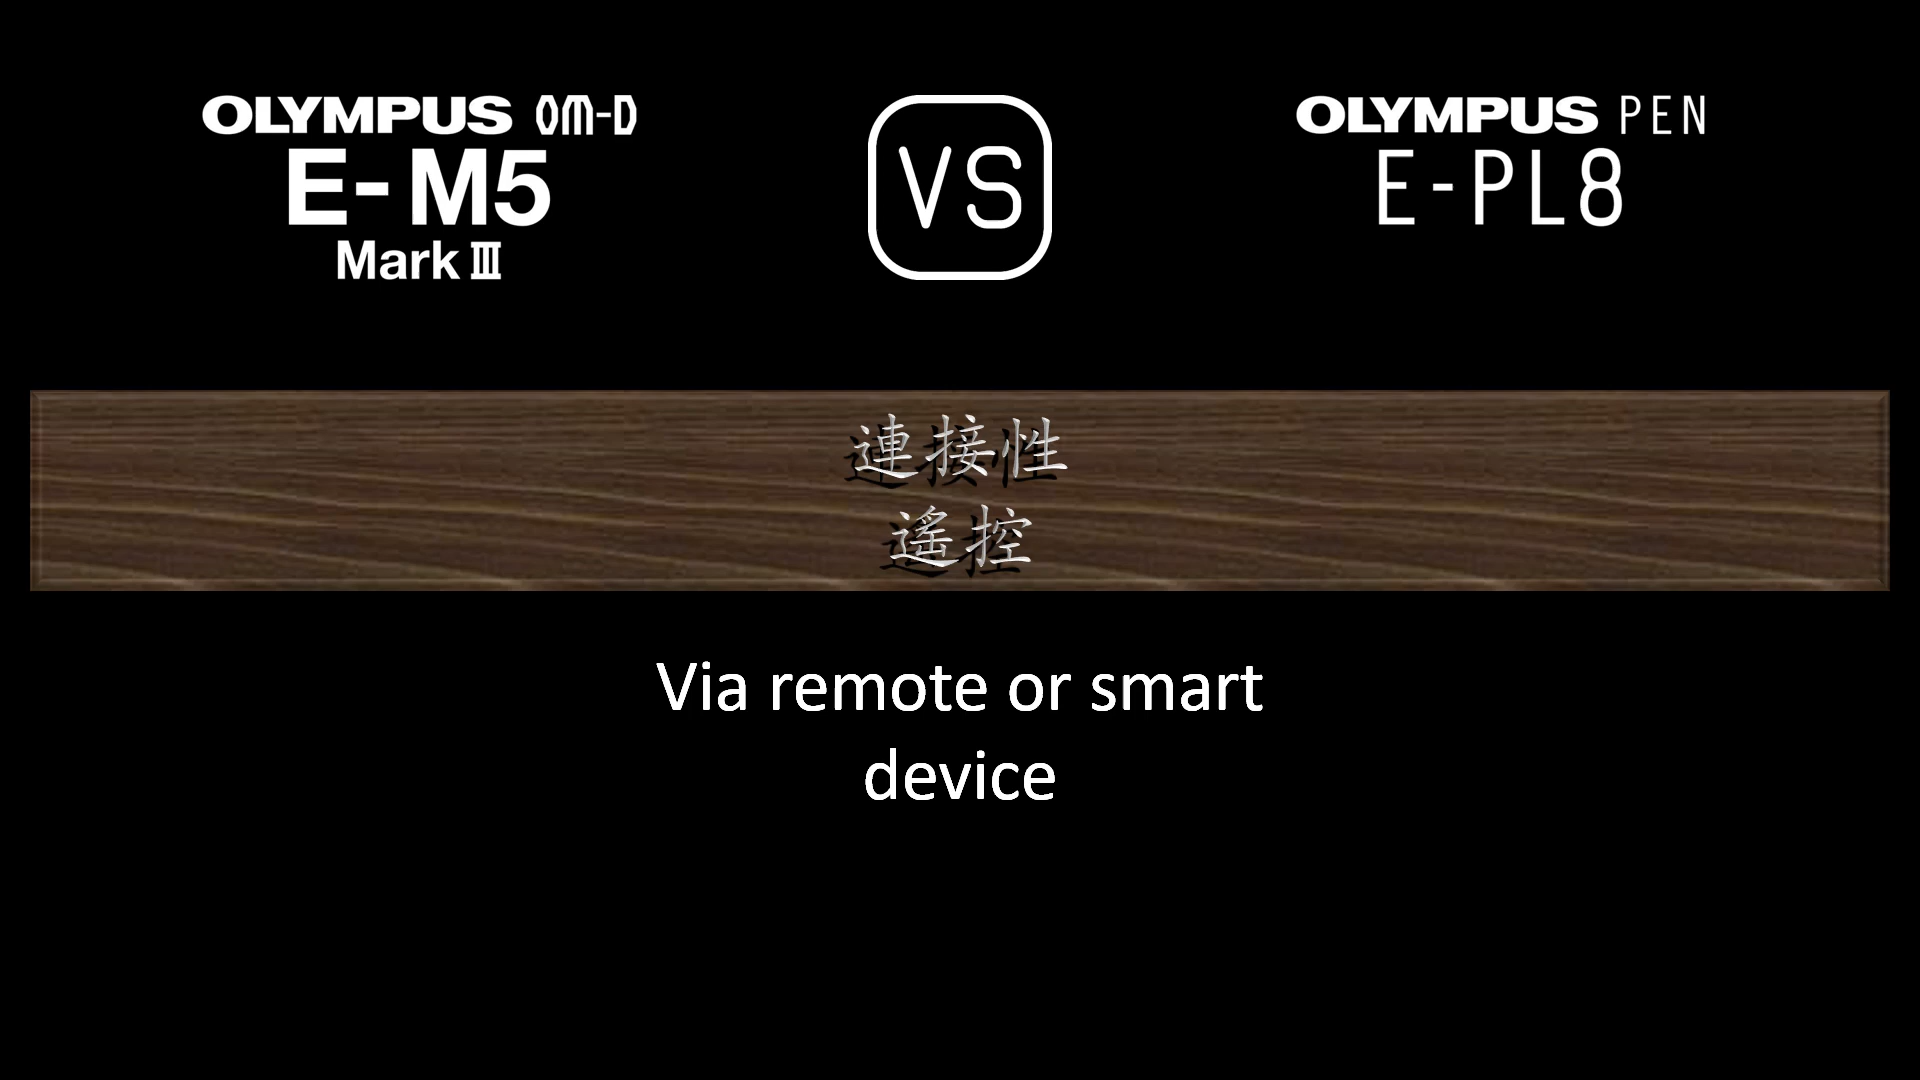 OLYMPUS OM-D
E-M5
Mark III
VS
OLYMPUS PEN
E-PL8
連接性
遙控
Via remote or smart
device